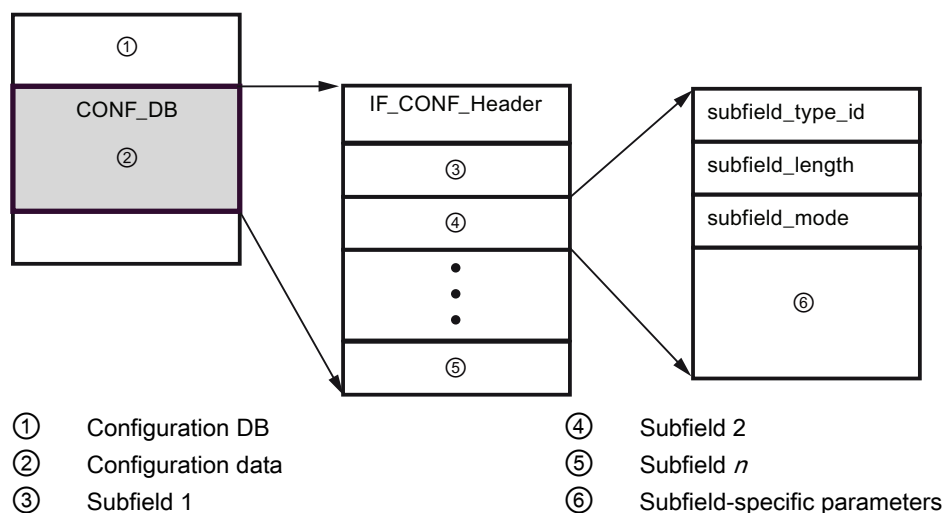 ①
CONF_DB
②
IF_CONF_Header
③
④
⑤
subfield_type_id
subfield_length
subfield_mode
⑥
① Configuration DB
② Configuration data
③ Subfield 1
④ Subfield 2
⑤ Subfield n
⑥ Subfield-specific parameters